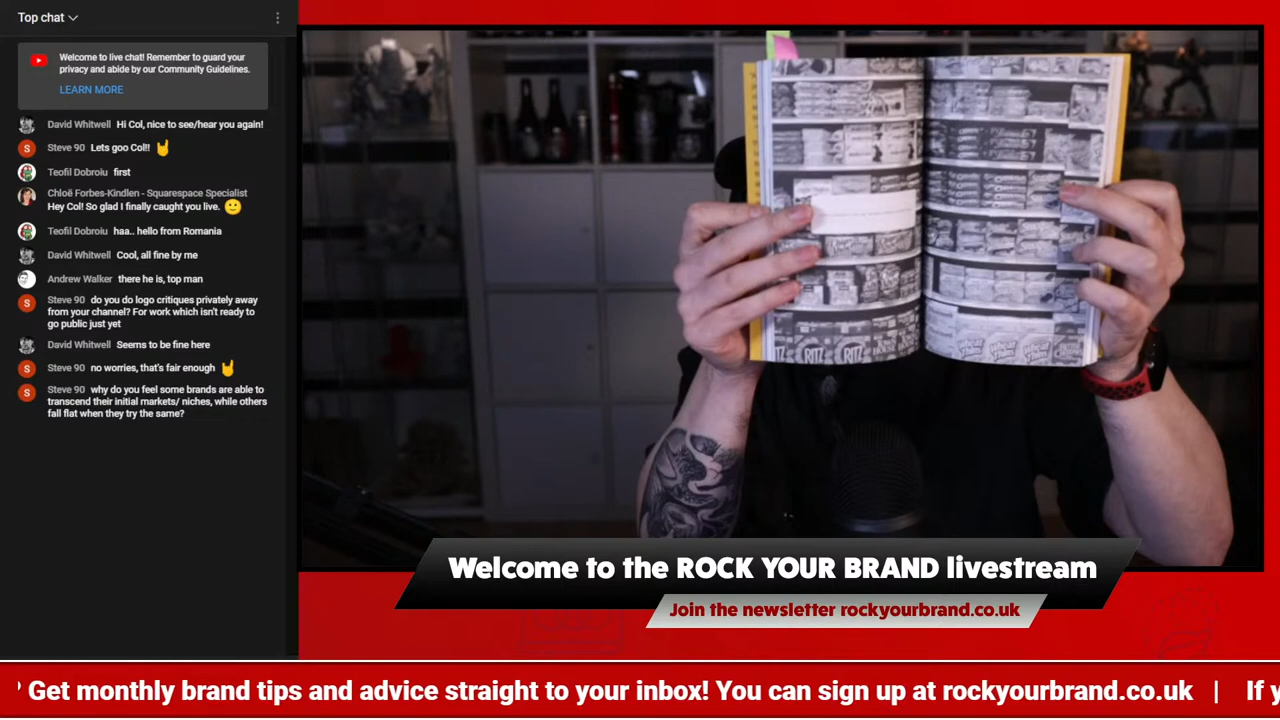 Top chat
Welcome to live chat! Remember to guard your
privacy and abide by our Community Guidelines.
LEARN MORE
David Whitwell Hi Col, nice to see/hear you again!
S Steve 90 Lets goo Col!! 🤘
Teofil Dobroiu first
Chloë Forbes-Kindlen - Squarespace Specialist
Hey Col! So glad I finally caught you live. 🙂
Teofil Dobroiu haa.. hello from Romania
David Whitwell Cool, all fine by me
Andrew Walker there he is, top man
S Steve 90 do you do logo critiques privately away
from your channel? For work which isn't ready to
go public just yet
David Whitwell Seems to be fine here
S Steve 90 no worries, that's fair enough 🤘
S Steve 90 why do you feel some brands are able to
transcend their initial markets/ niches, while others
fall flat when they try the same?
RITZ RITZ
Welcome to the ROCK YOUR BRAND livestream
Join the newsletter rockyourbrand.co.uk
? Get monthly brand tips and advice straight to your inbox! You can sign up at rockyourbrand.co.uk | If y